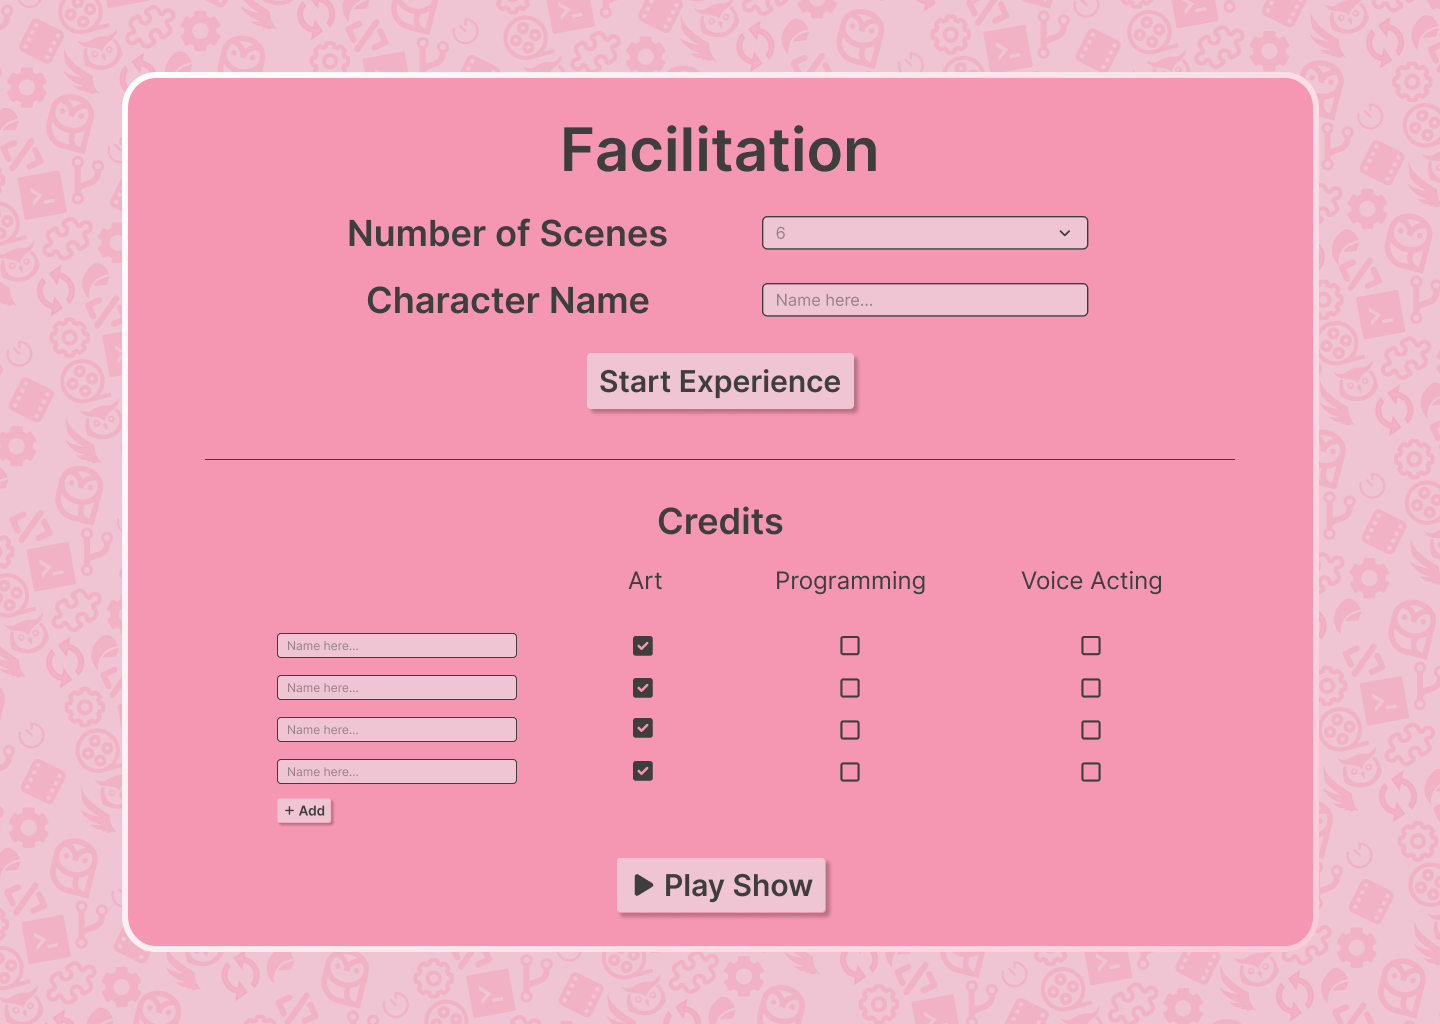 Facilitation
Number of Scenes
6
Character Name
Name here...
Start Experience
Credits
Art Programming Voice Acting
Name here...
Name here...
Name here...
Name here...
+ Add
Play Show